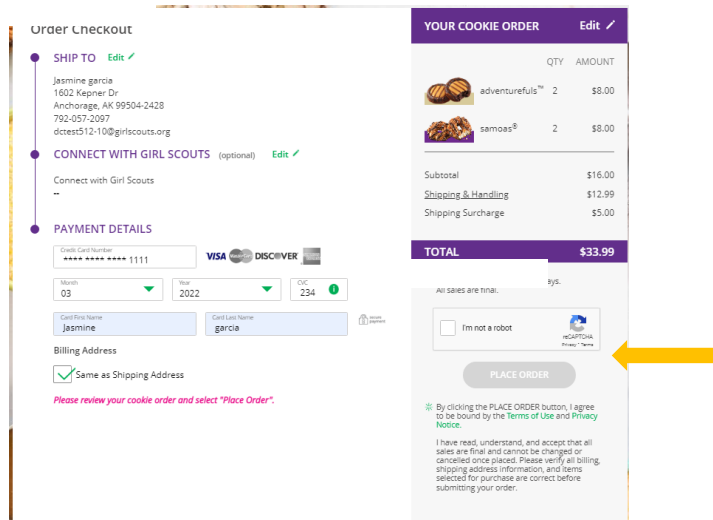 Order Checkout
SHIP TO Edit
Jasmine garcia
1602 Kepner Dr
Anchorage, AK 99504-2428
792-057-2097
dctest512-10@girlscouts.org
CONNECT WITH GIRL SCOUTS (optional) Edit
Connect with Girl Scouts
--
PAYMENT DETAILS
Credit Card Number
**** **** **** 1111
VISA MasterCard DISCOVER
Month
03
Year
2022
CVC
234
Card First Name
Jasmine
Card Last Name
garcia
secure
payment
Billing Address
Same as Shipping Address
Please review your cookie order and select "Place Order".
YOUR COOKIE ORDER Edit
QTY AMOUNT
adventurefuls™ 2 $8.00
samoas® 2 $8.00
Subtotal $16.00
Shipping & Handling $12.99
Shipping Surcharge $5.00
TOTAL $33.99
ays.
All sales are final.
I'm not a robot
reCAPTCHA
Privacy - Terms
PLACE ORDER
By clicking the PLACE ORDER button, I agree
to be bound by the Terms of Use and Privacy
Notice.
I have read, understand, and accept that all
sales are final and cannot be changed or
cancelled once placed. Please verify all billing,
shipping address information, and items
selected for purchase are correct before
submitting your order.